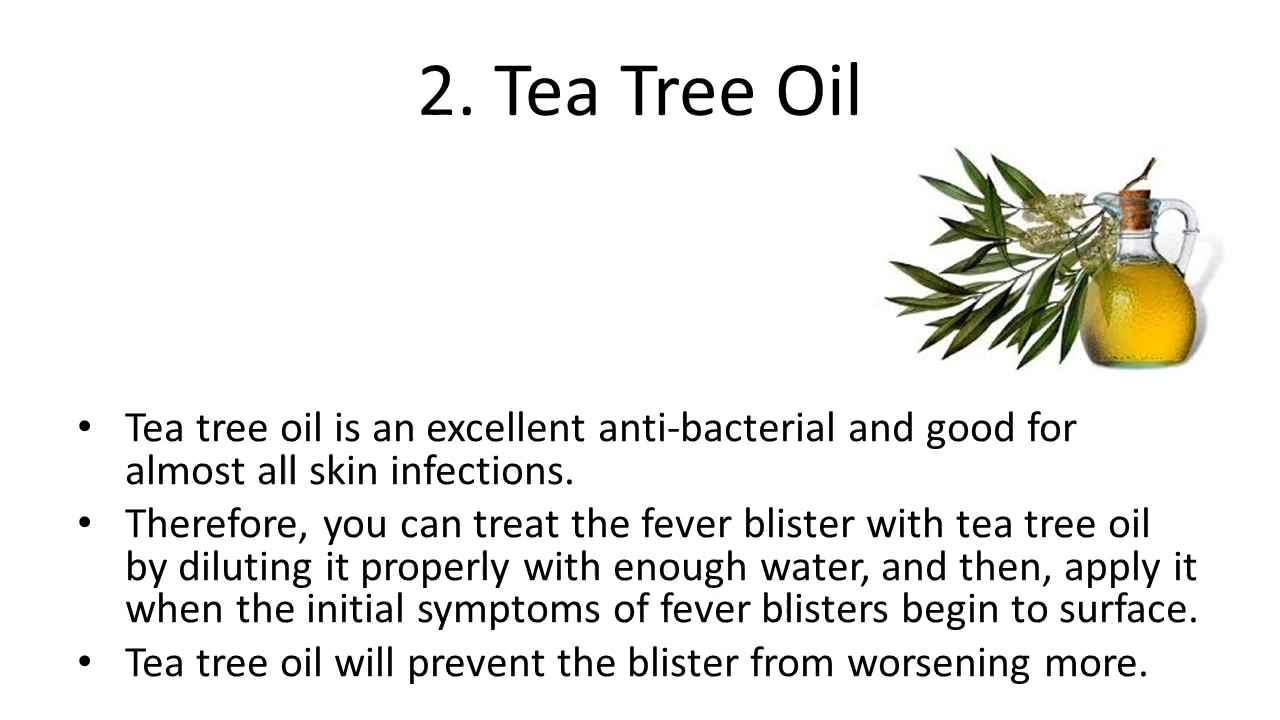 2. Tea Tree Oil
• Tea tree oil is an excellent anti-bacterial and good for
almost all skin infections.
• Therefore, you can treat the fever blister with tea tree oil
by diluting it properly with enough water, and then, apply it
when the initial symptoms of fever blisters begin to surface.
• Tea tree oil will prevent the blister from worsening more.